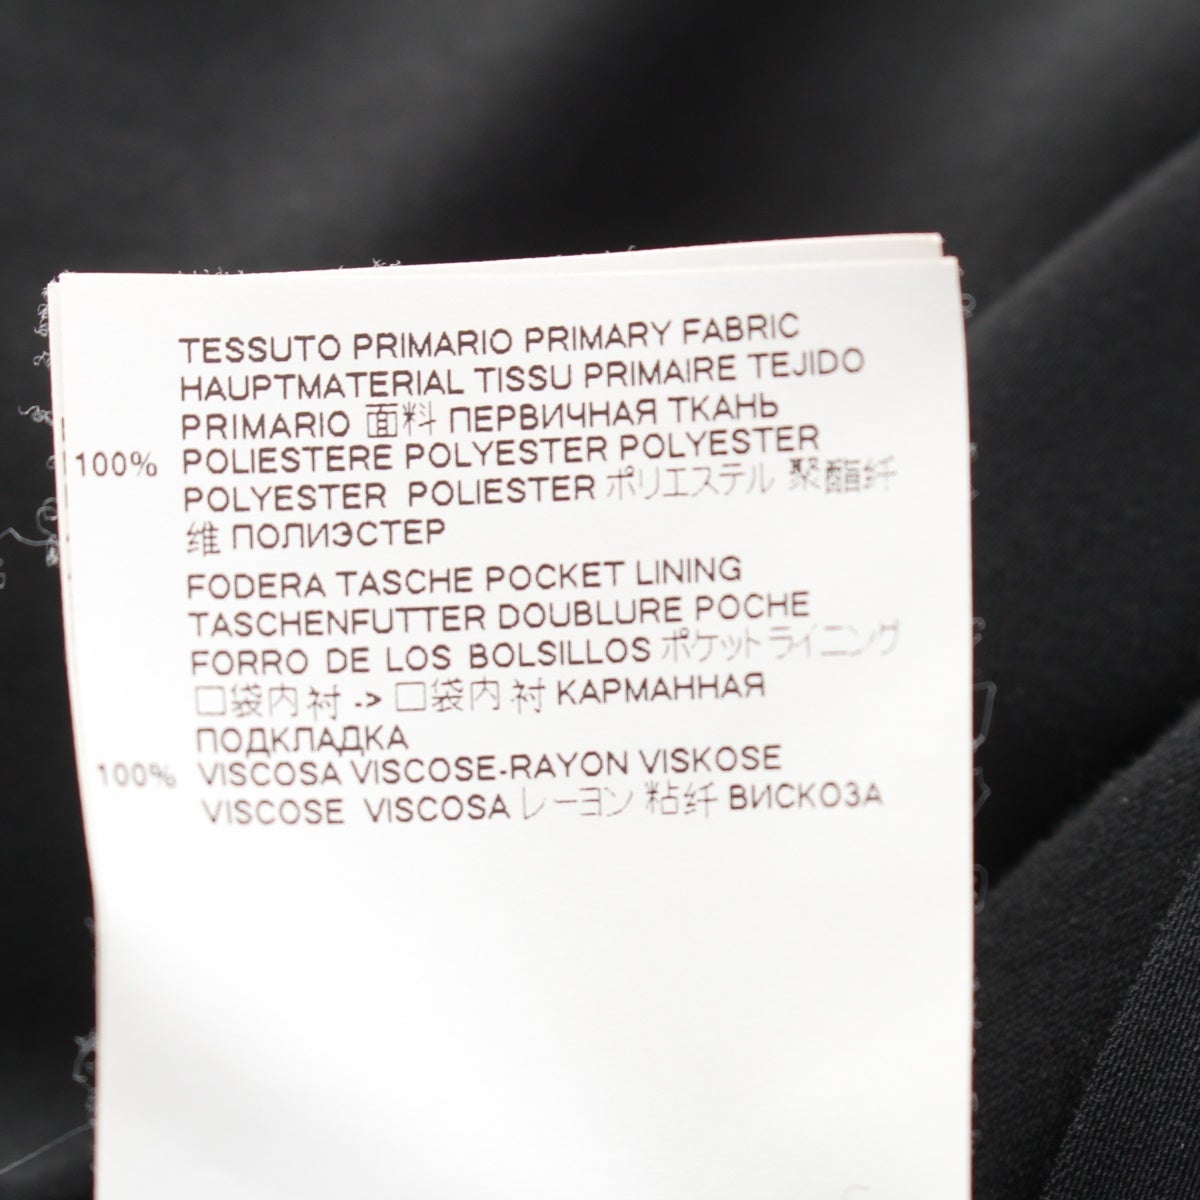 TESSUTO PRIMARIO PRIMARY FABRIC
HAUPTMATERIAL TISSU PRIMAIRE TEJIDO
PRIMARIO 面料 ПЕРВИЧНАЯ ТКАНЬ
100% POLIESTERE POLYESTER POLYESTER
POLYESTER POLIESTER ポリエステル 聚酯纤
维 ПОЛИЭСТЕР
FODERA TASCHE POCKET LINING
TASCHENFUTTER DOUBLURE POCHE
FORRO DE LOS BOLSILLOS ポケットライニング
口袋内衬 -> 口袋内衬 КАРМАННАЯ
ПОДКЛАДКА
100% VISCOSA VISCOSE-RAYON VISKOSE
VISCOSE VISCOSA レーヨン 粘纤 ВИСКОЗА